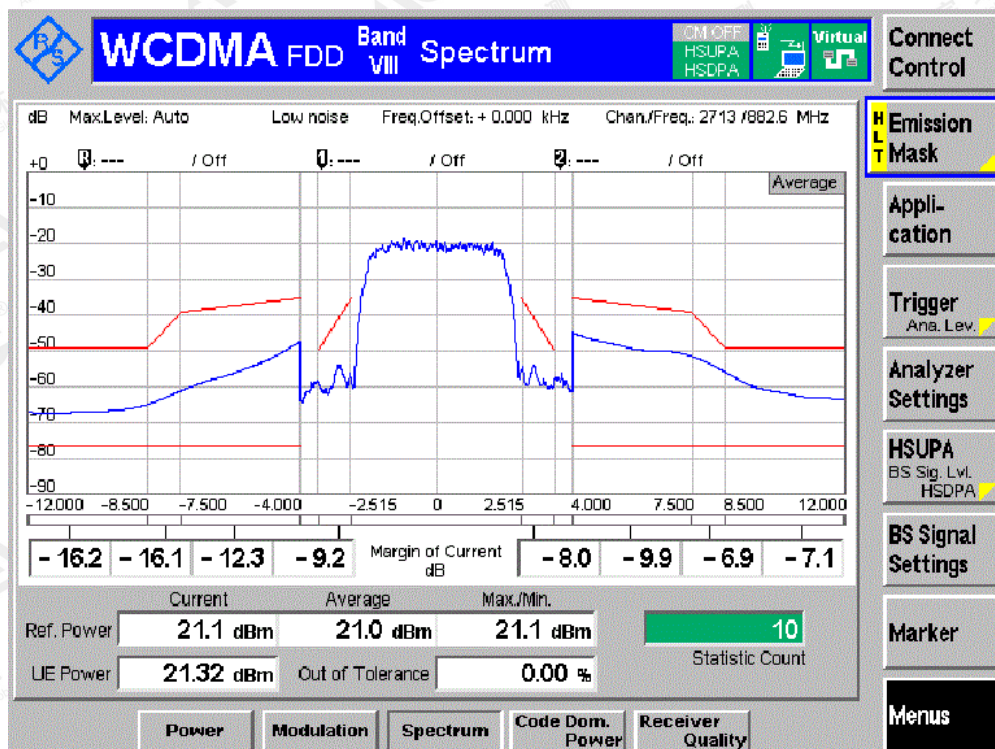 R&S
WCDMA FDD Band VIII Spectrum
CM OFF
HSUPA
HSDPA
Virtual
Connect Control
dB Max.Level: Auto Low noise Freq.Offset: + 0.000 kHz Chan./Freq.: 2713 /882.6 MHz
R: --- / Off 1: --- / Off 2: --- / Off
Average
+0
-10
-20
-30
-40
-50
-60
-70
-80
-90
-12.000 -8.500 -7.500 -4.000 -2.515 0 2.515 4.000 7.500 8.500 12.000
- 16.2 - 16.1 - 12.3 - 9.2 Margin of Current dB - 8.0 - 9.9 - 6.9 - 7.1
Current Average Max./Min.
Ref. Power 21.1 dBm 21.0 dBm 21.1 dBm
10
Statistic Count
UE Power 21.32 dBm Out of Tolerance 0.00 %
HLT
Emission Mask
Appli-
cation
Trigger
Ana. Lev.
Analyzer Settings
HSUPA
BS Sig. Lvl.
HSDPA
BS Signal Settings
Marker
Menus
Power
Modulation
Spectrum
Code Dom. Power
Receiver Quality